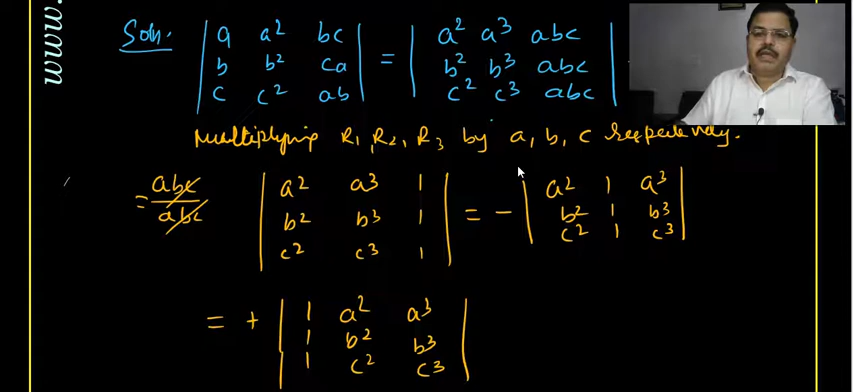 www.
Soln. | a a² bc | = | a² a³ abc |
| b b² ca | | b² b³ abc |
| c c² ab | | c² c³ abc |
Multiplying R₁, R₂, R₃ by a, b, c respectively.
= abc/abc | a² a³ 1 | = - | a² 1 a³ |
| b² b³ 1 | | b² 1 b³ |
| c² c³ 1 | | c² 1 c³ |
= + | 1 a² a³ |
| 1 b² b³ |
| 1 c² c³ |